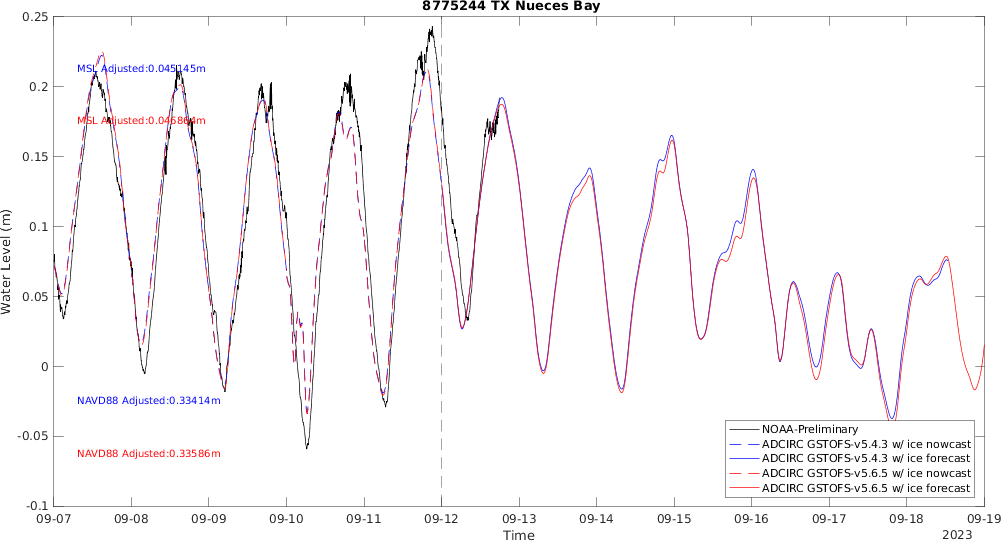 8775244 TX Nueces Bay
0.25
0.2
0.15
0.1
0.05
0
-0.05
-0.1
Water Level (m)
MSL Adjusted:0.045145m
MSL Adjusted:0.046864m
NAVD88 Adjusted:0.33414m
NAVD88 Adjusted:0.33586m
NOAA-Preliminary
ADCIRC GSTOFS-v5.4.3 w/ ice nowcast
ADCIRC GSTOFS-v5.4.3 w/ ice forecast
ADCIRC GSTOFS-v5.6.5 w/ ice nowcast
ADCIRC GSTOFS-v5.6.5 w/ ice forecast
09-07 09-08 09-09 09-10 09-11 09-12 09-13 09-14 09-15 09-16 09-17 09-18 09-19
Time
2023